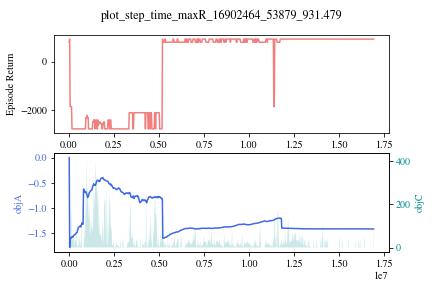 plot_step_time_maxR_16902464_53879_931.479
Episode Return
0
−2000
0.00 0.25 0.50 0.75 1.00 1.25 1.50 1.75
objA
0.0
−0.5
−1.0
−1.5
400
200
0
objC
0.00 0.25 0.50 0.75 1.00 1.25 1.50 1.75
1e7